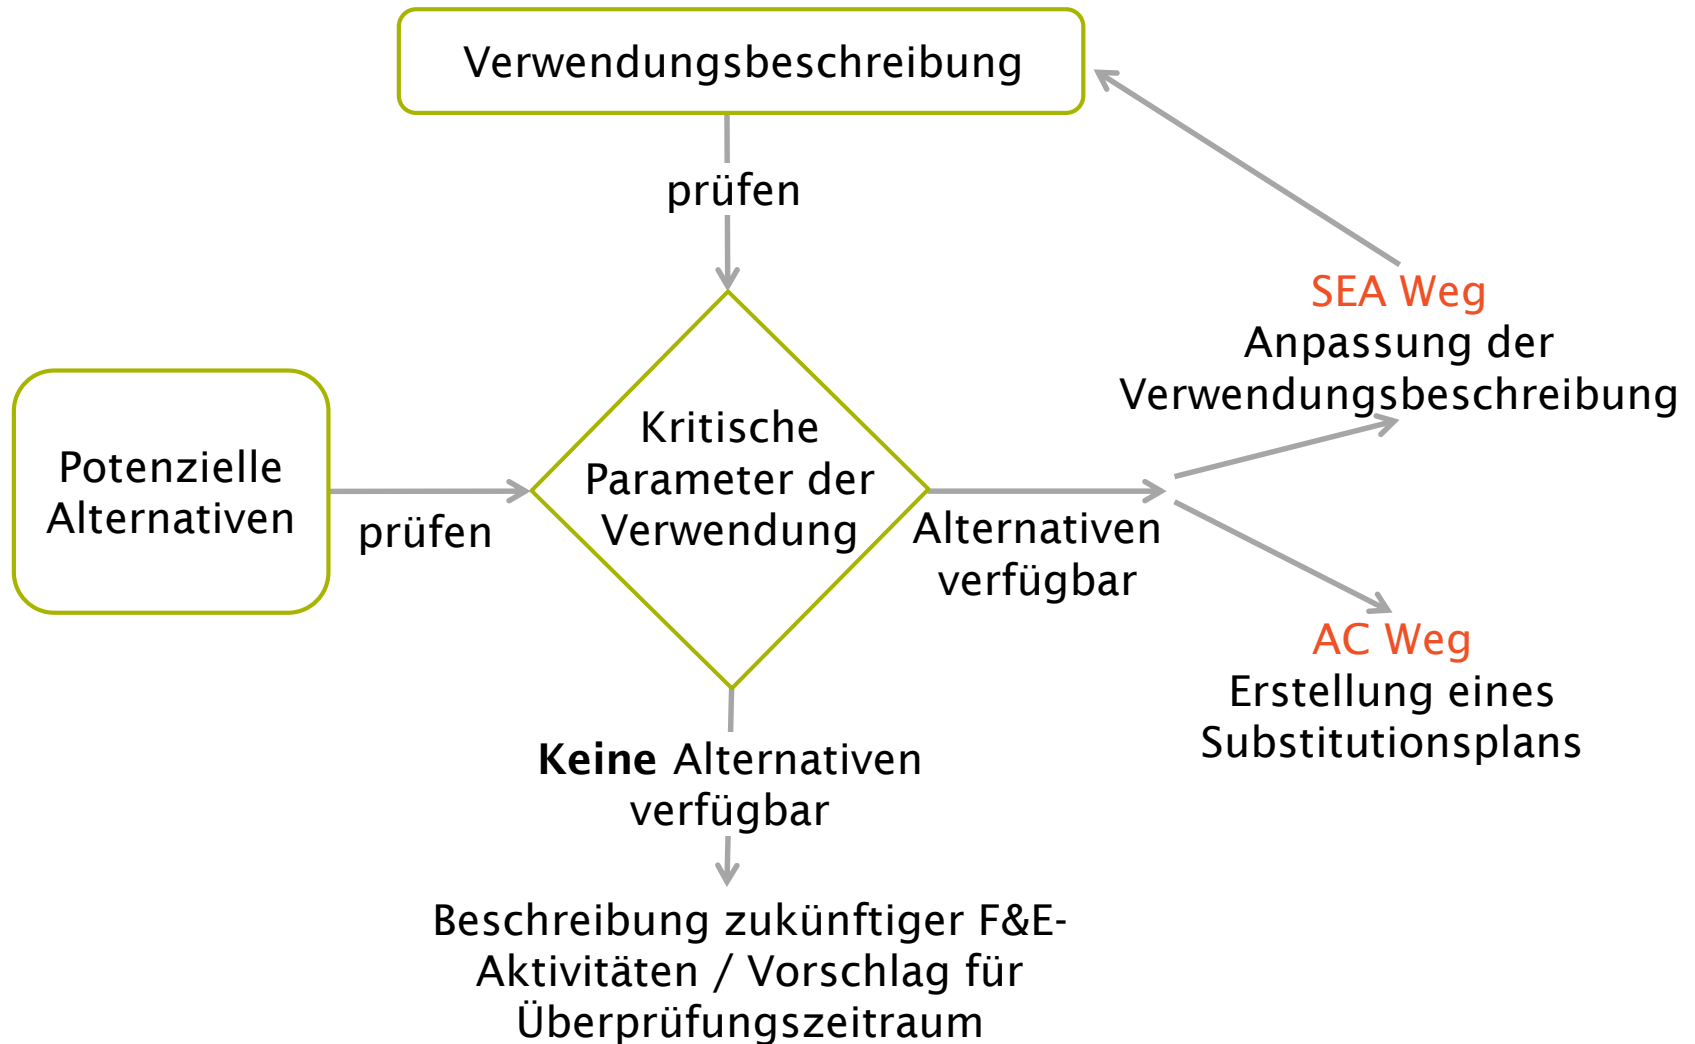 Verwendungsbeschreibung
prüfen
SEA Weg
Anpassung der
Verwendungsbeschreibung
Potenzielle
Alternativen
prüfen
Kritische
Parameter der
Verwendung
Alternativen
verfügbar
AC Weg
Erstellung eines
Substitutionsplans
Keine Alternativen
verfügbar
Beschreibung zukünftiger F&E-
Aktivitäten / Vorschlag für
Überprüfungszeitraum